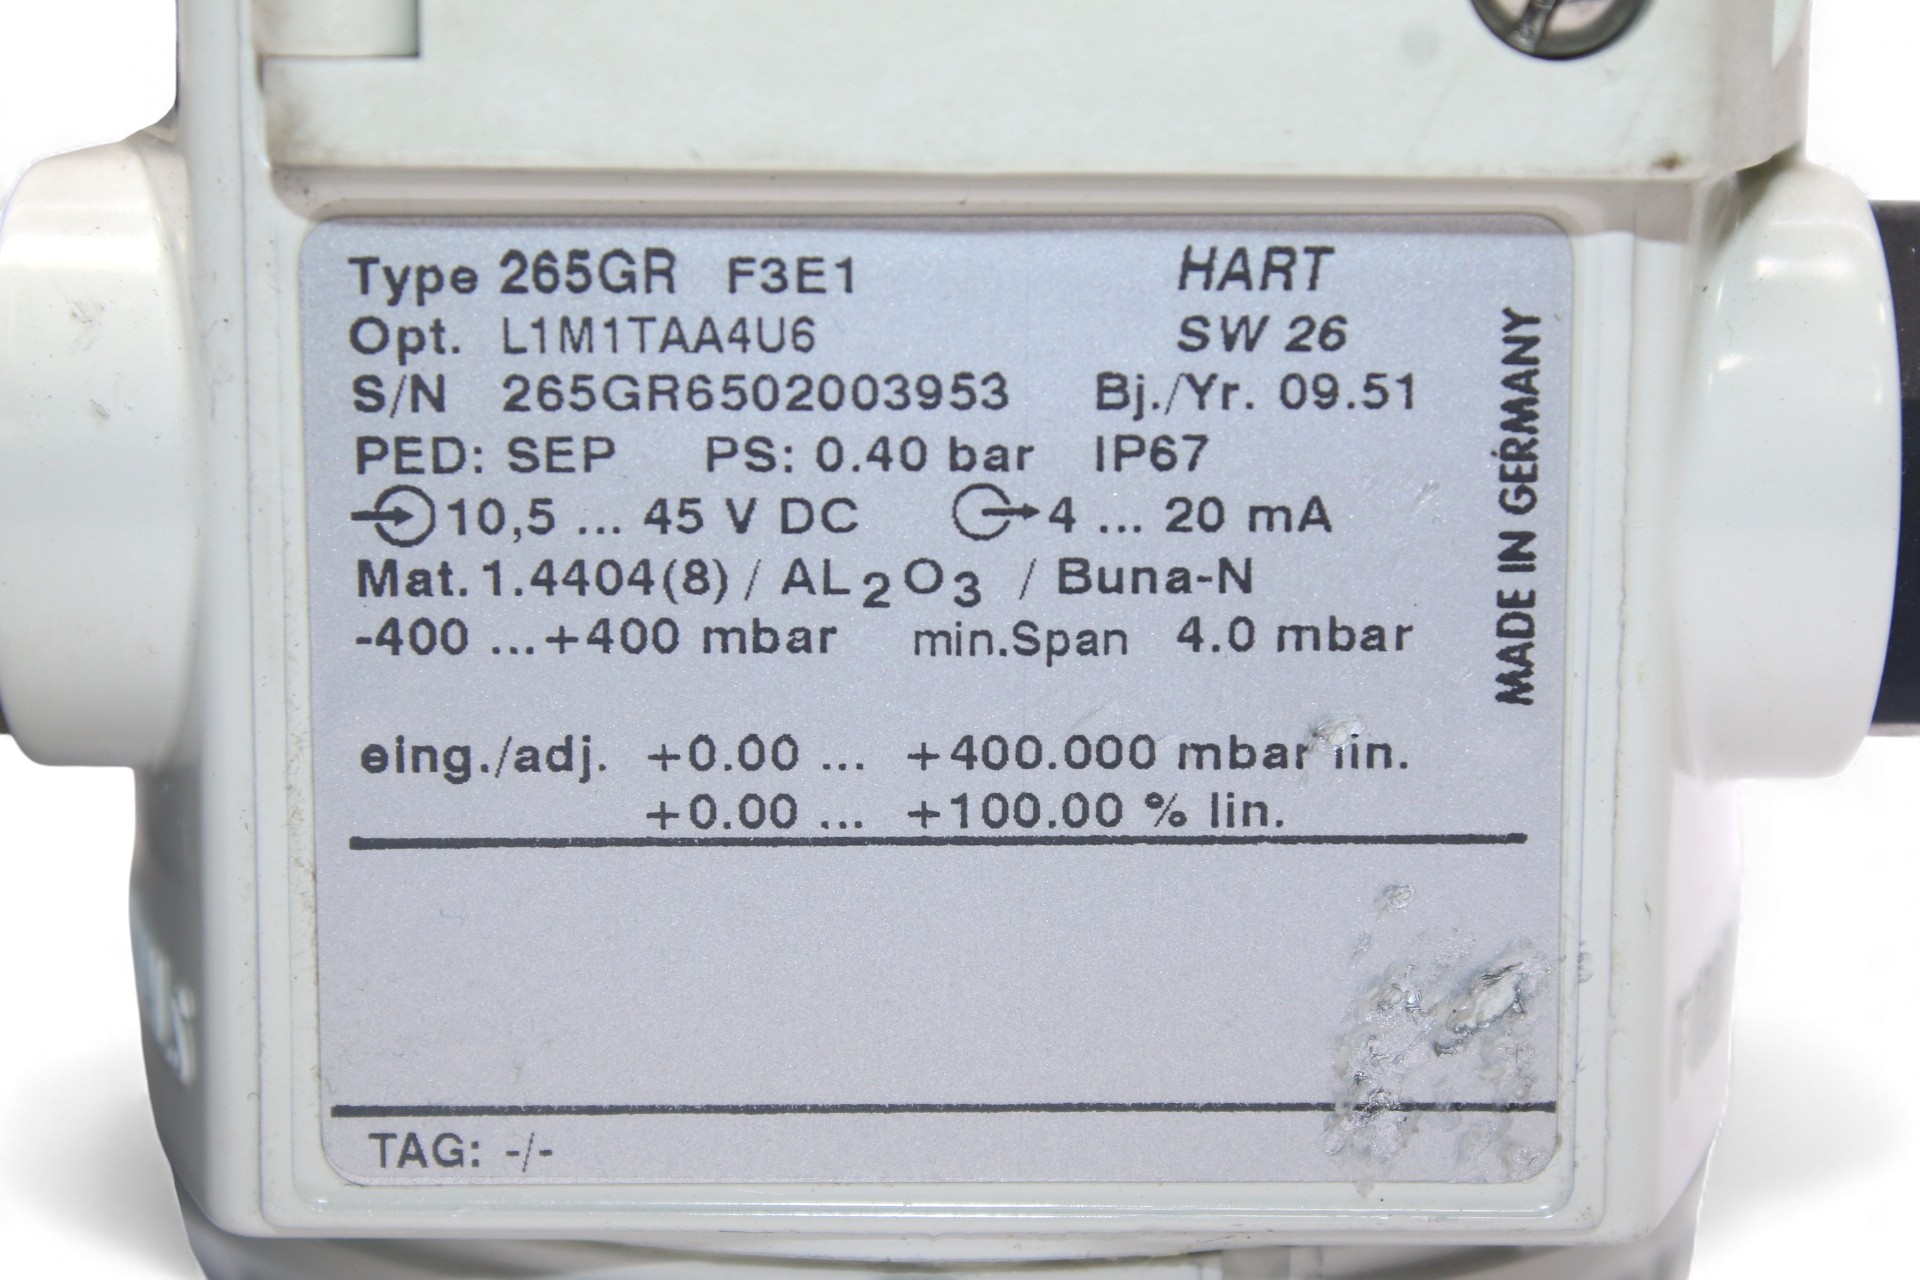 Type 265GR F3E1 HART
Opt. L1M1TAA4U6 SW 26
S/N 265GR6502003953 Bj./Yr. 09.51
PED: SEP PS: 0.40 bar IP67
10,5 ... 45 V DC 4 ... 20 mA
Mat. 1.4404(8) / AL2O3 / Buna-N
-400 ...+400 mbar min.Span 4.0 mbar
eing./adj. +0.00 ... +400.000 mbar lin.
+0.00 ... +100.00 % lin.
TAG: -/-
MADE IN GERMANY